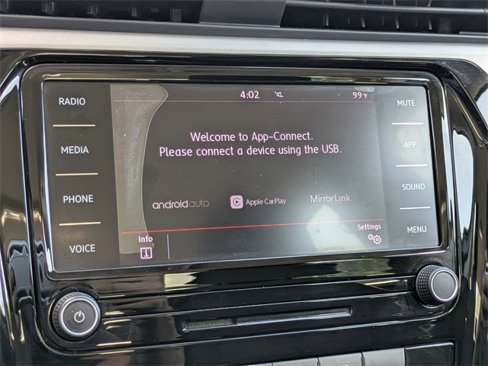 RADIO
MEDIA
PHONE
VOICE
4:02
99°F
Welcome to App-Connect.
Please connect a device using the USB.
androidauto
Apple CarPlay
MirrorLink
Info
Settings
MUTE
APP
SOUND
MENU